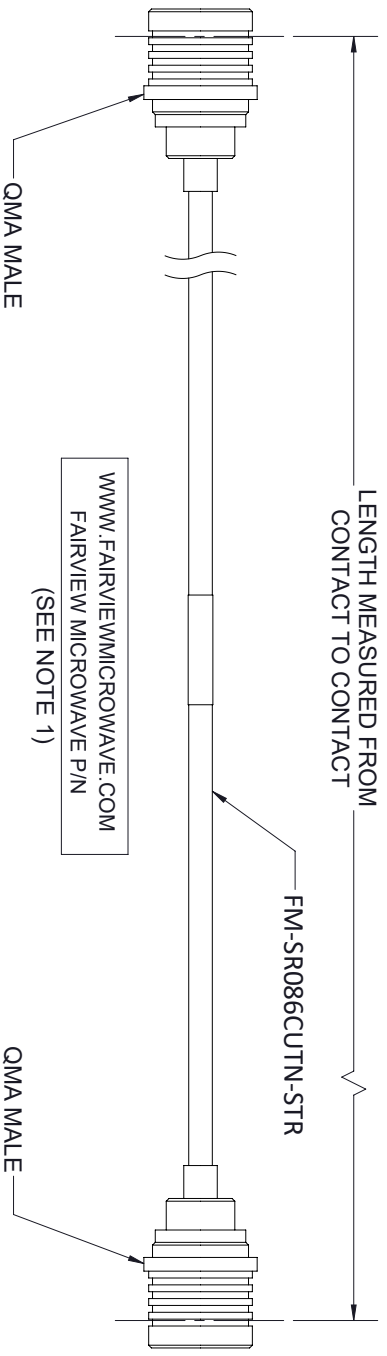 LENGTH MEASURED FROM
CONTACT TO CONTACT
FM-SR086CUTN-STR
QMA MALE
WWW.FAIRVIEWMICROWAVE.COM
FAIRVIEW MICROWAVE P/N
(SEE NOTE 1)
QMA MALE